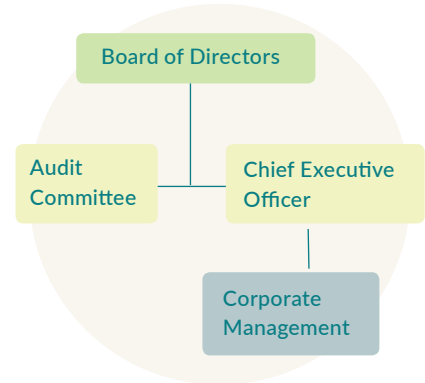 Board of Directors
Audit
Committee
Chief Executive
Officer
Corporate
Management